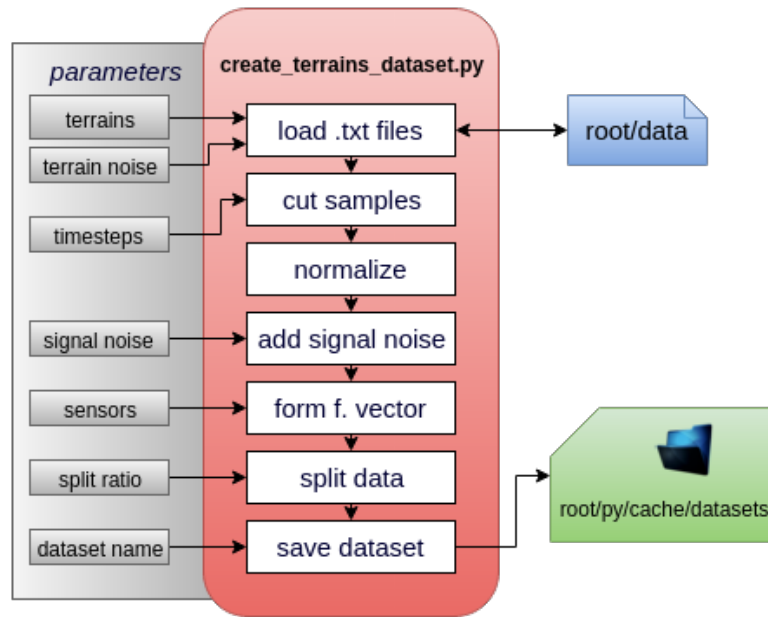 parameters
create_terrains_dataset.py
terrains
load .txt files
root/data
terrain noise
cut samples
timesteps
normalize
signal noise
add signal noise
sensors
form f. vector
split ratio
split data
root/py/cache/datasets
dataset name
save dataset